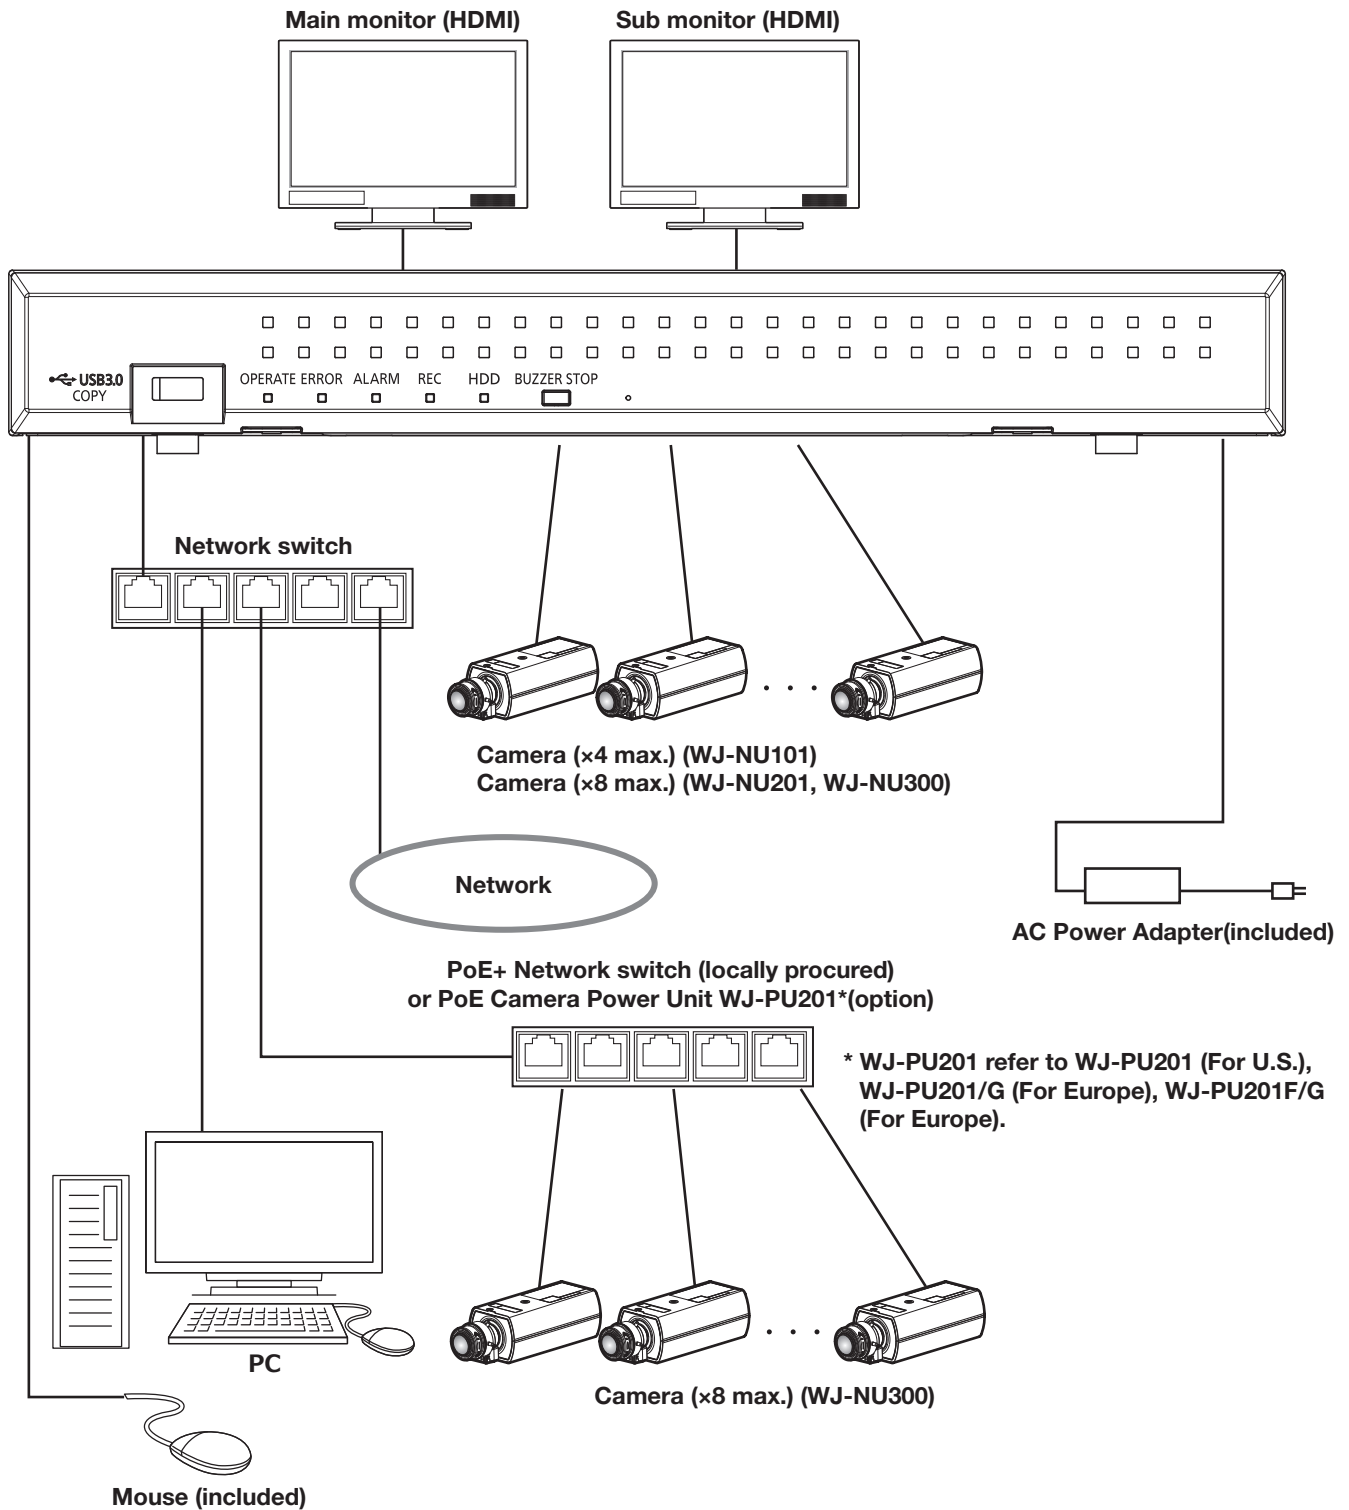 Main monitor (HDMI)
Sub monitor (HDMI)
USB3.0
COPY
OPERATE ERROR ALARM REC HDD BUZZER STOP
Network switch
Camera (×4 max.) (WJ-NU101)
Camera (×8 max.) (WJ-NU201, WJ-NU300)
Network
AC Power Adapter(included)
PoE+ Network switch (locally procured)
or PoE Camera Power Unit WJ-PU201*(option)
* WJ-PU201 refer to WJ-PU201 (For U.S.),
WJ-PU201/G (For Europe), WJ-PU201F/G
(For Europe).
PC
Camera (×8 max.) (WJ-NU300)
Mouse (included)